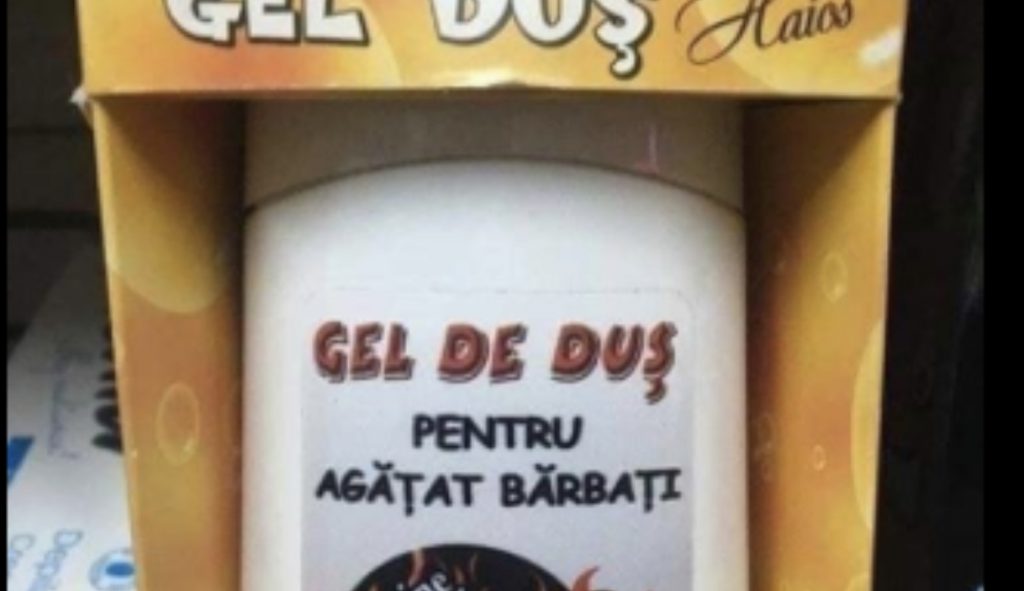 GEL DUȘ Haios
GEL DE DUȘ
PENTRU
AGĂȚAT BĂRBAȚI